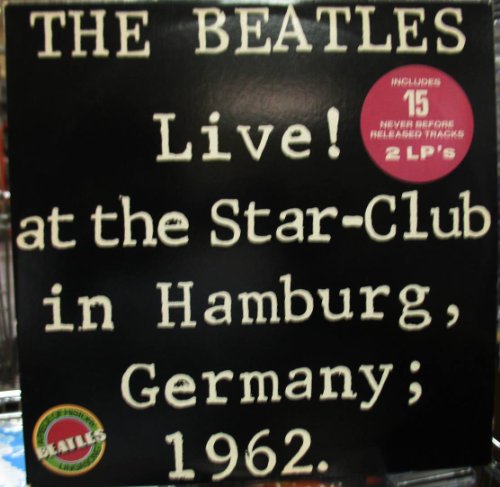 THE BEATLES
INCLUDES
15
NEVER BEFORE
RELEASED TRACKS
2 LP's
Live!
at the Star-Club
in Hamburg,
Germany;
1962.
BEATLES